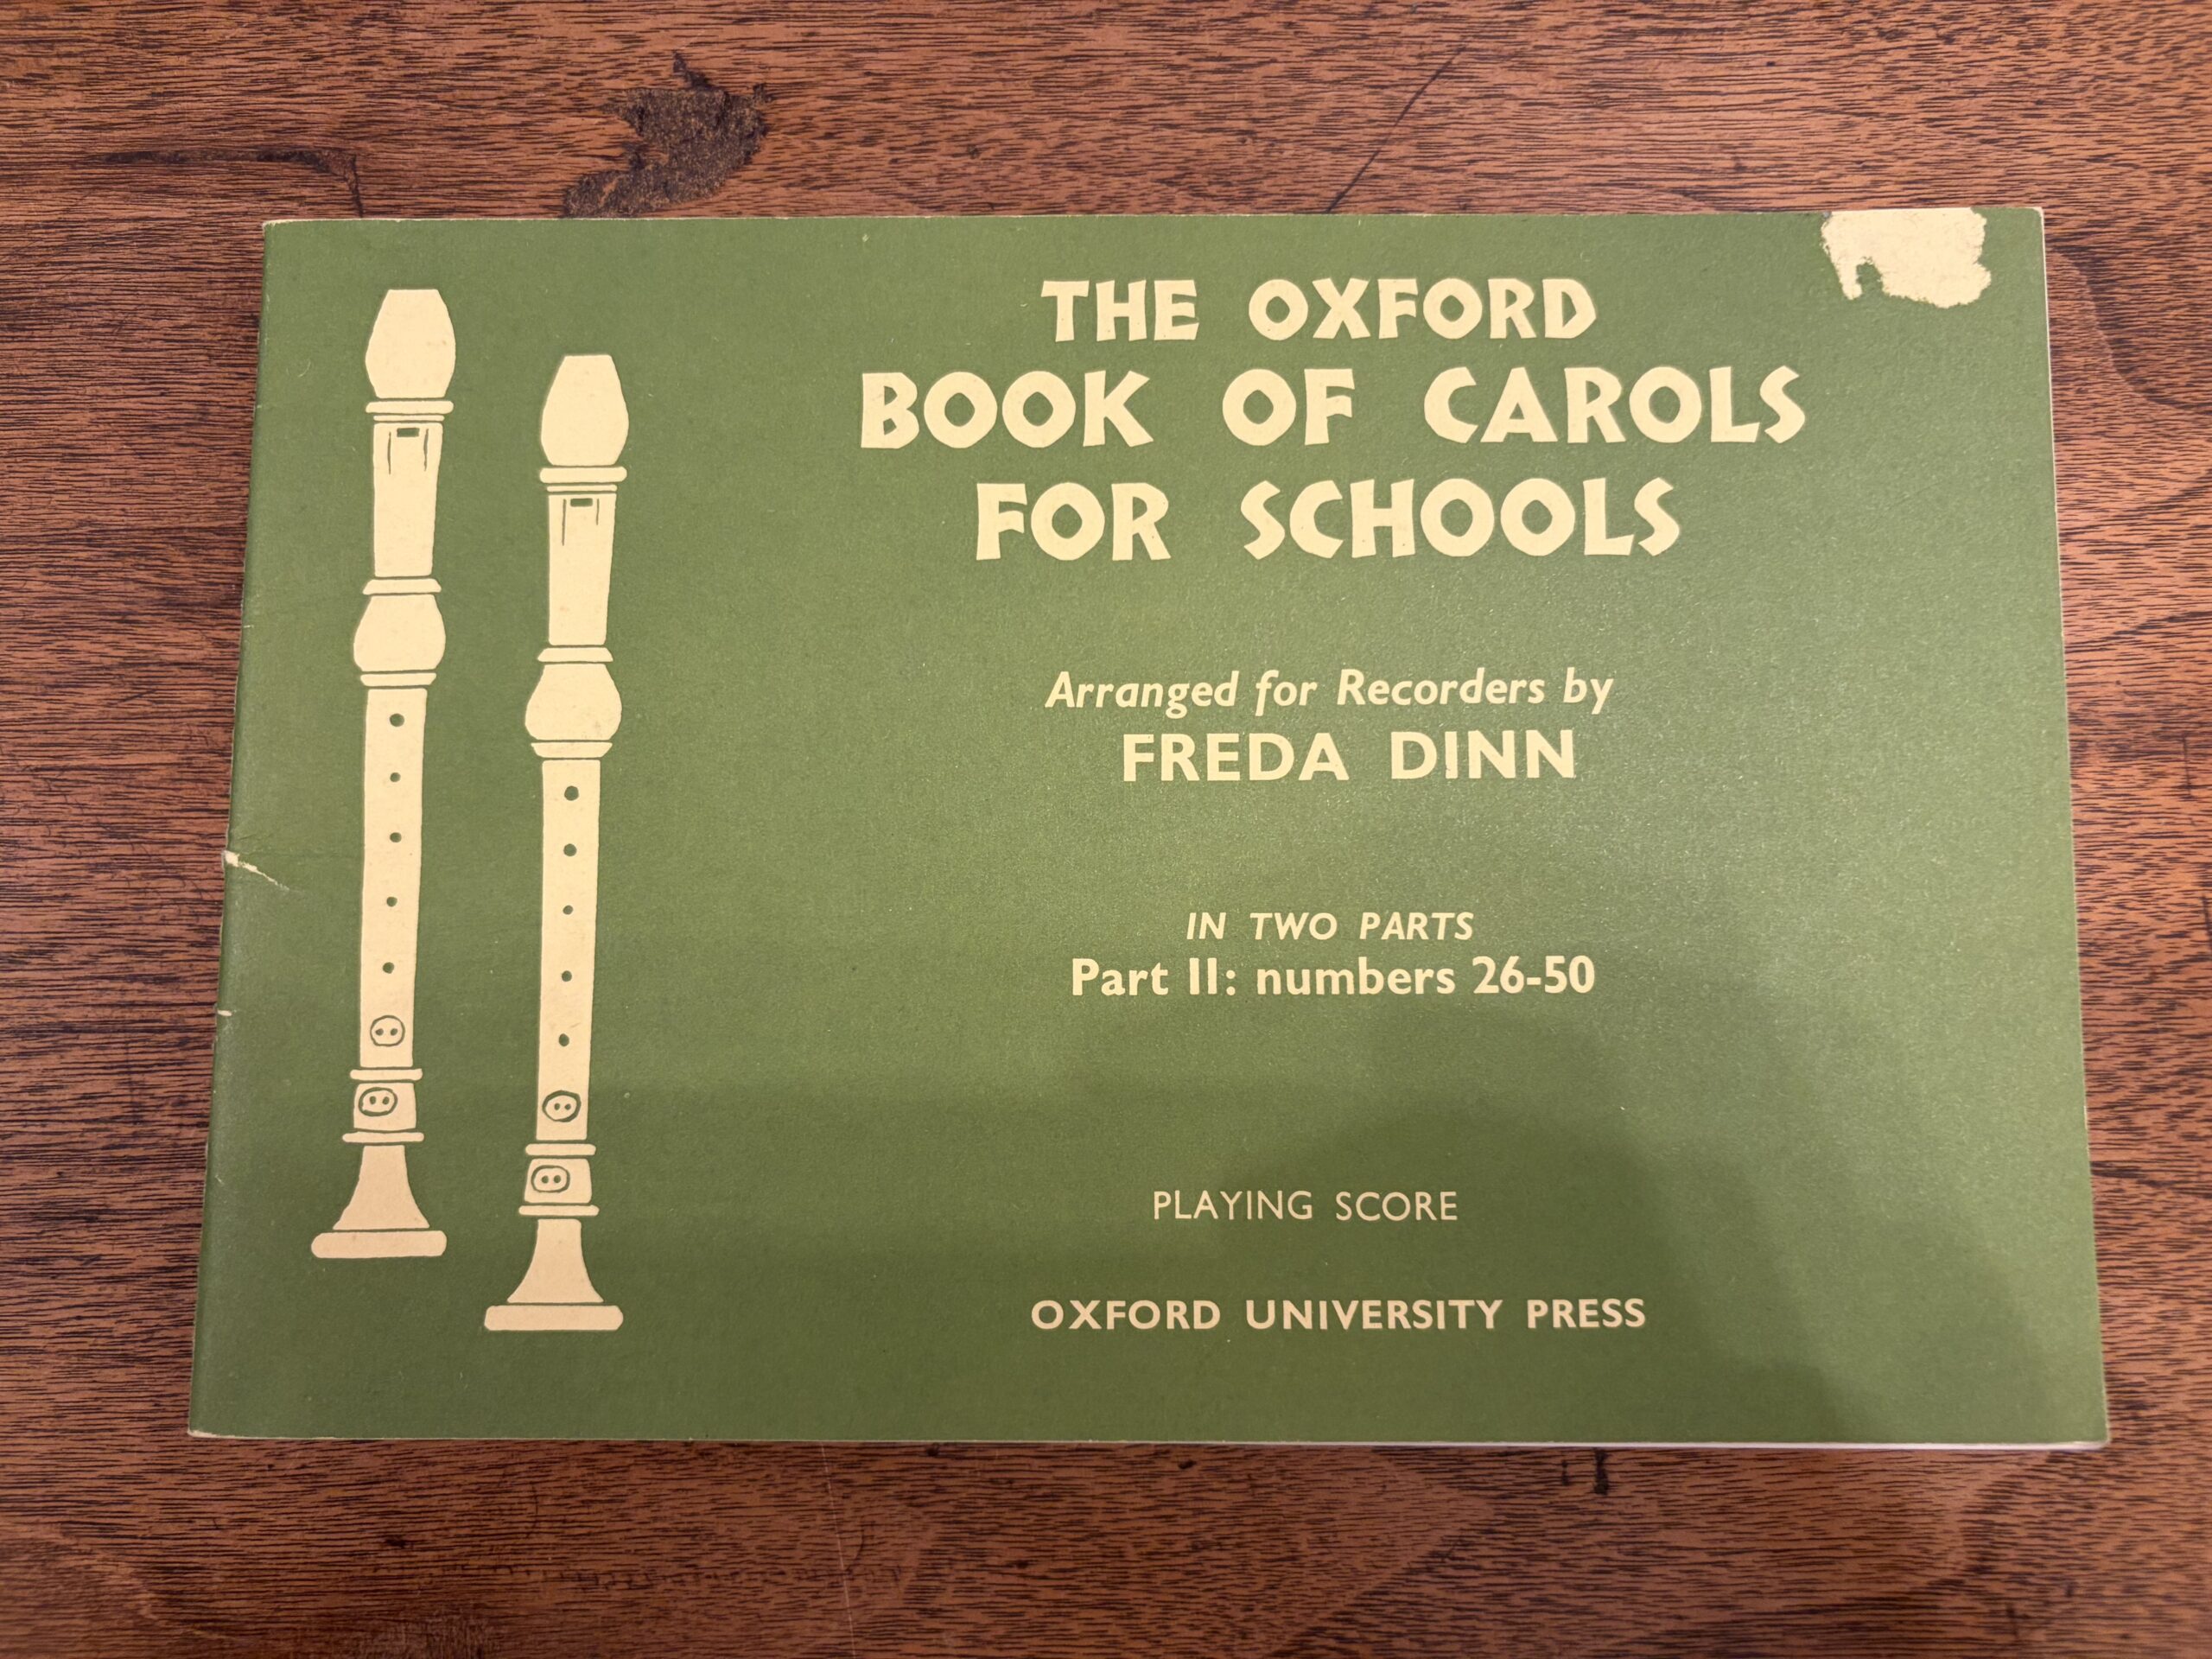 THE OXFORD
BOOK OF CAROLS
FOR SCHOOLS
Arranged for Recorders by
FREDA DINN
IN TWO PARTS
Part II: numbers 26-50
PLAYING SCORE
OXFORD UNIVERSITY PRESS